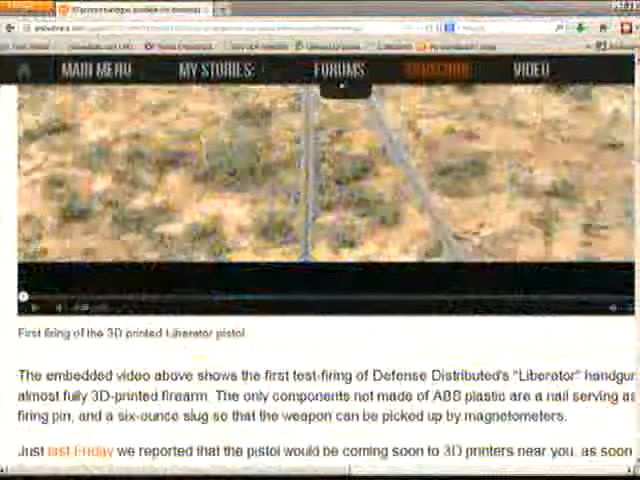 MAIN MENU MY STORIES: FORUMS SUBSCRIBE VIDEO
First firing of the 3D printed Liberator pistol.
The embedded video above shows the first test-firing of Defense Distributed's "Liberator" handgun
almost fully 3D-printed firearm. The only components not made of ABS plastic are a nail serving as
firing pin, and a six-ounce slug so that the weapon can be picked up by magnetometers.
Just last Friday we reported that the pistol would be coming soon to 3D printers near you, as soon